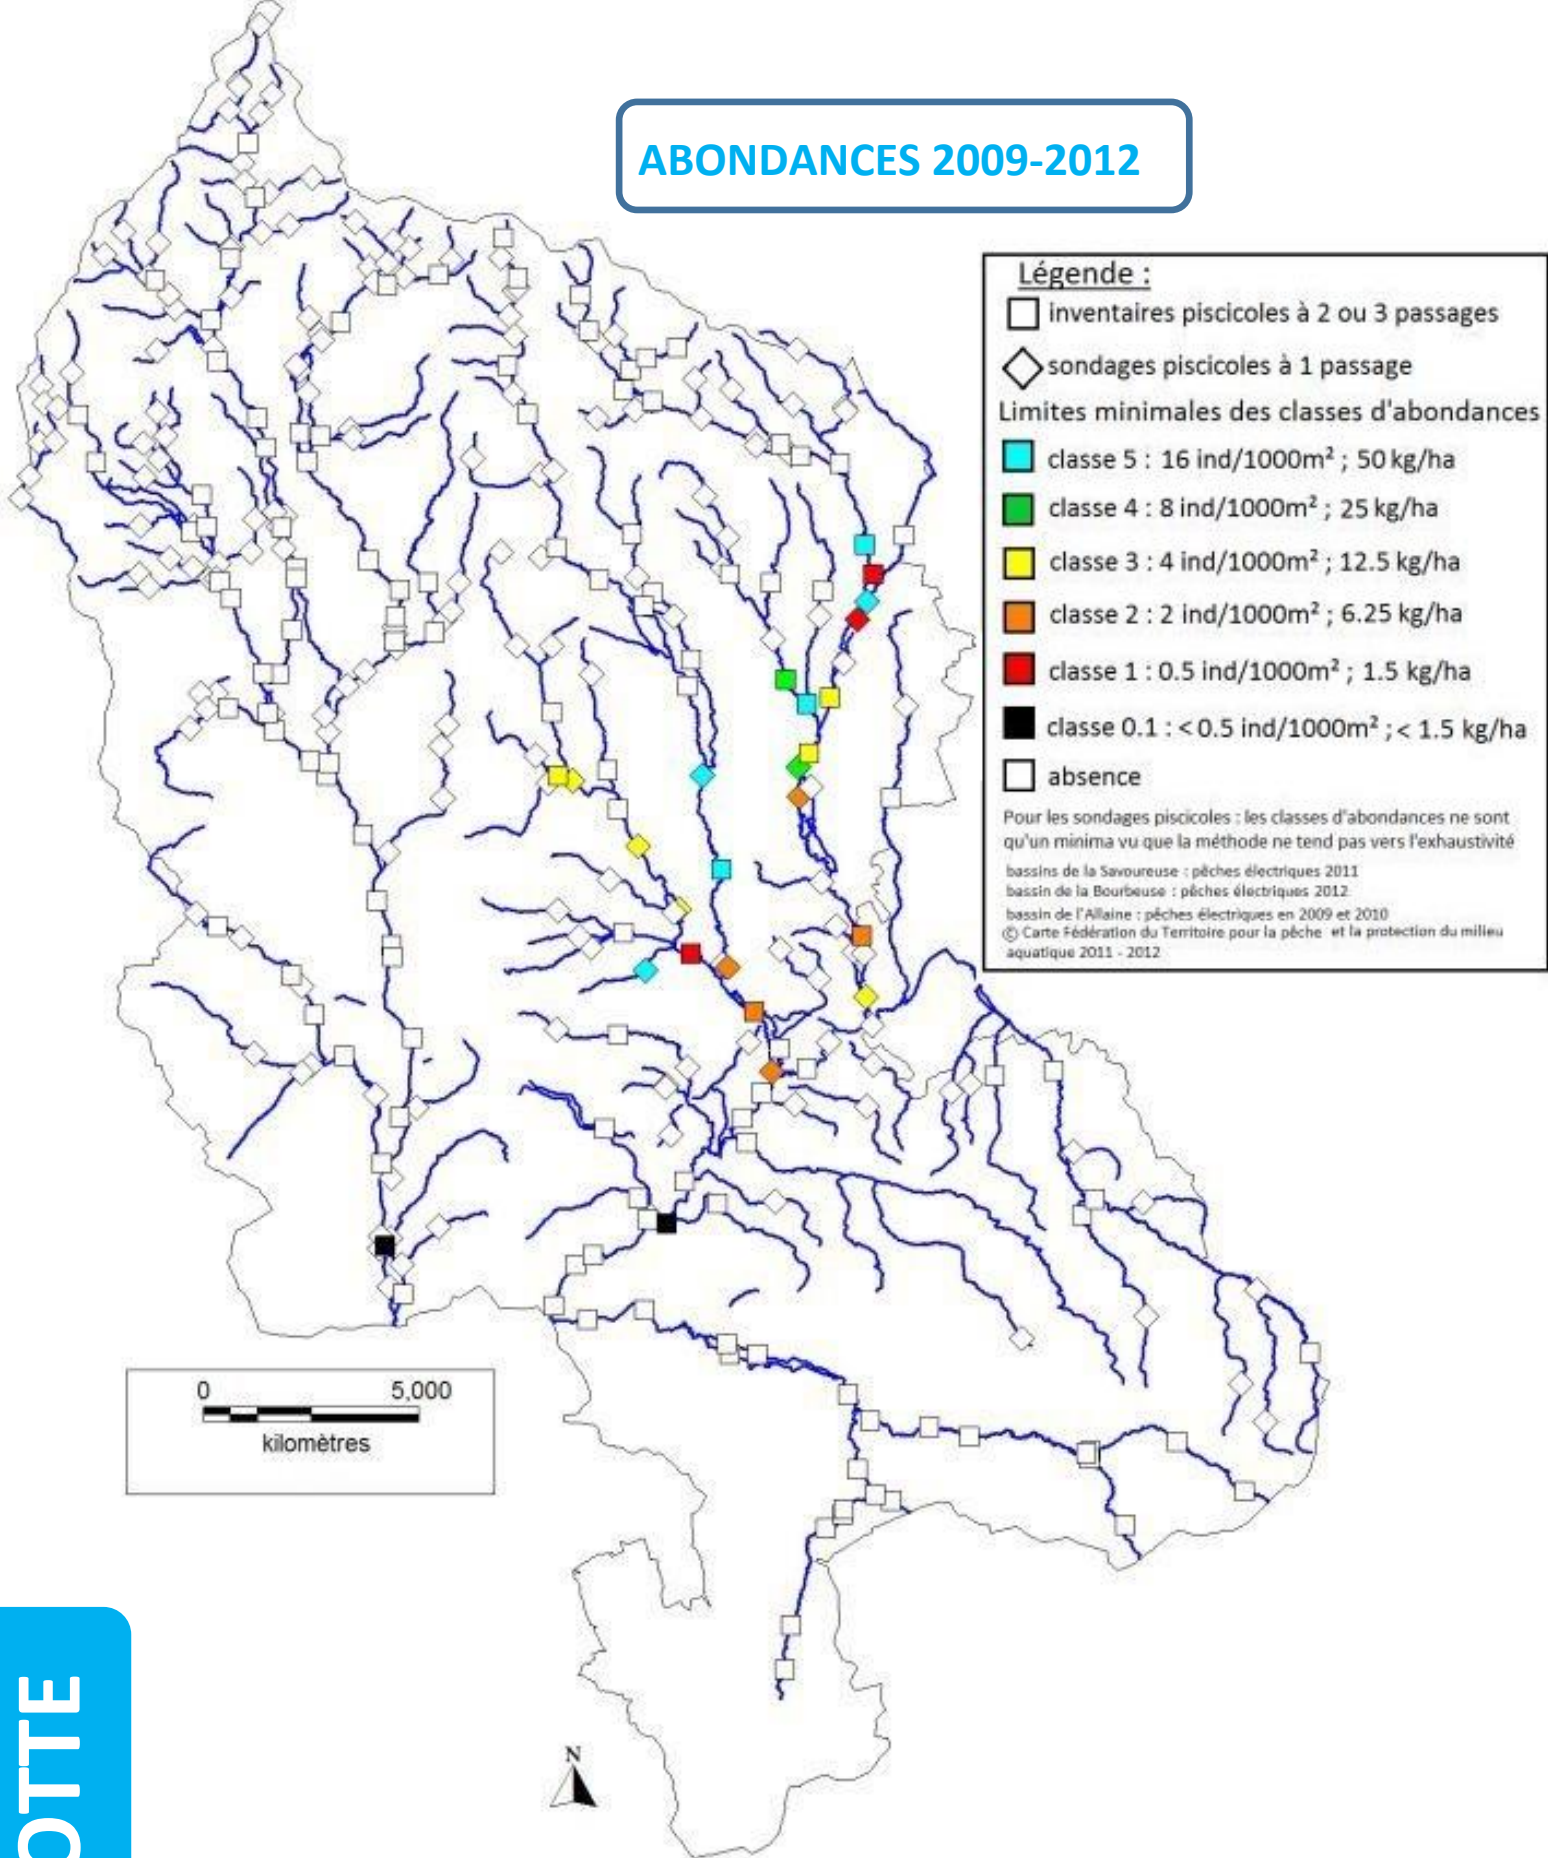 ABONDANCES 2009-2012
Légende :
inventaires piscicoles à 2 ou 3 passages
sondages piscicoles à 1 passage
Limites minimales des classes d'abondances
classe 5 : 16 ind/1000m² ; 50 kg/ha
classe 4 : 8 ind/1000m² ; 25 kg/ha
classe 3 : 4 ind/1000m² ; 12.5 kg/ha
classe 2 : 2 ind/1000m² ; 6.25 kg/ha
classe 1 : 0.5 ind/1000m² ; 1.5 kg/ha
classe 0.1 : < 0.5 ind/1000m² ; < 1.5 kg/ha
absence
Pour les sondages piscicoles : les classes d'abondances ne sont
qu'un minima vu que la méthode ne tend pas vers l'exhaustivité
bassins de la Savoureuse : pêches électriques 2011
bassin de la Bourbeuse : pêches électriques 2012
bassin de l'Allaine : pêches électriques en 2009 et 2010
© Carte Fédération du Territoire pour la pêche et la protection du milieu
aquatique 2011 - 2012
0 5,000
kilomètres
N
OTTE